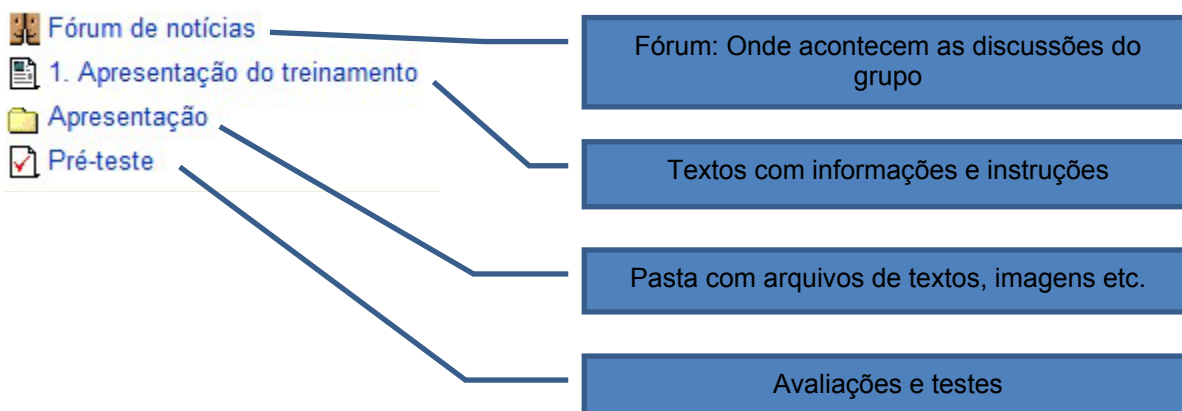 Fórum de notícias
1. Apresentação do treinamento
Apresentação
Pré-teste
Fórum: Onde acontecem as discussões do
grupo
Textos com informações e instruções
Pasta com arquivos de textos, imagens etc.
Avaliações e testes